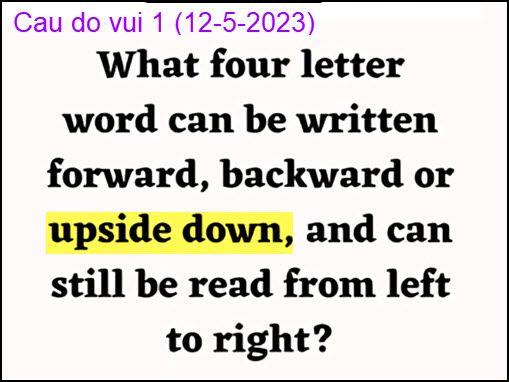 Cau do vui 1 (12-5-2023)
What four letter
word can be written
forward, backward or
upside down, and can
still be read from left
to right?